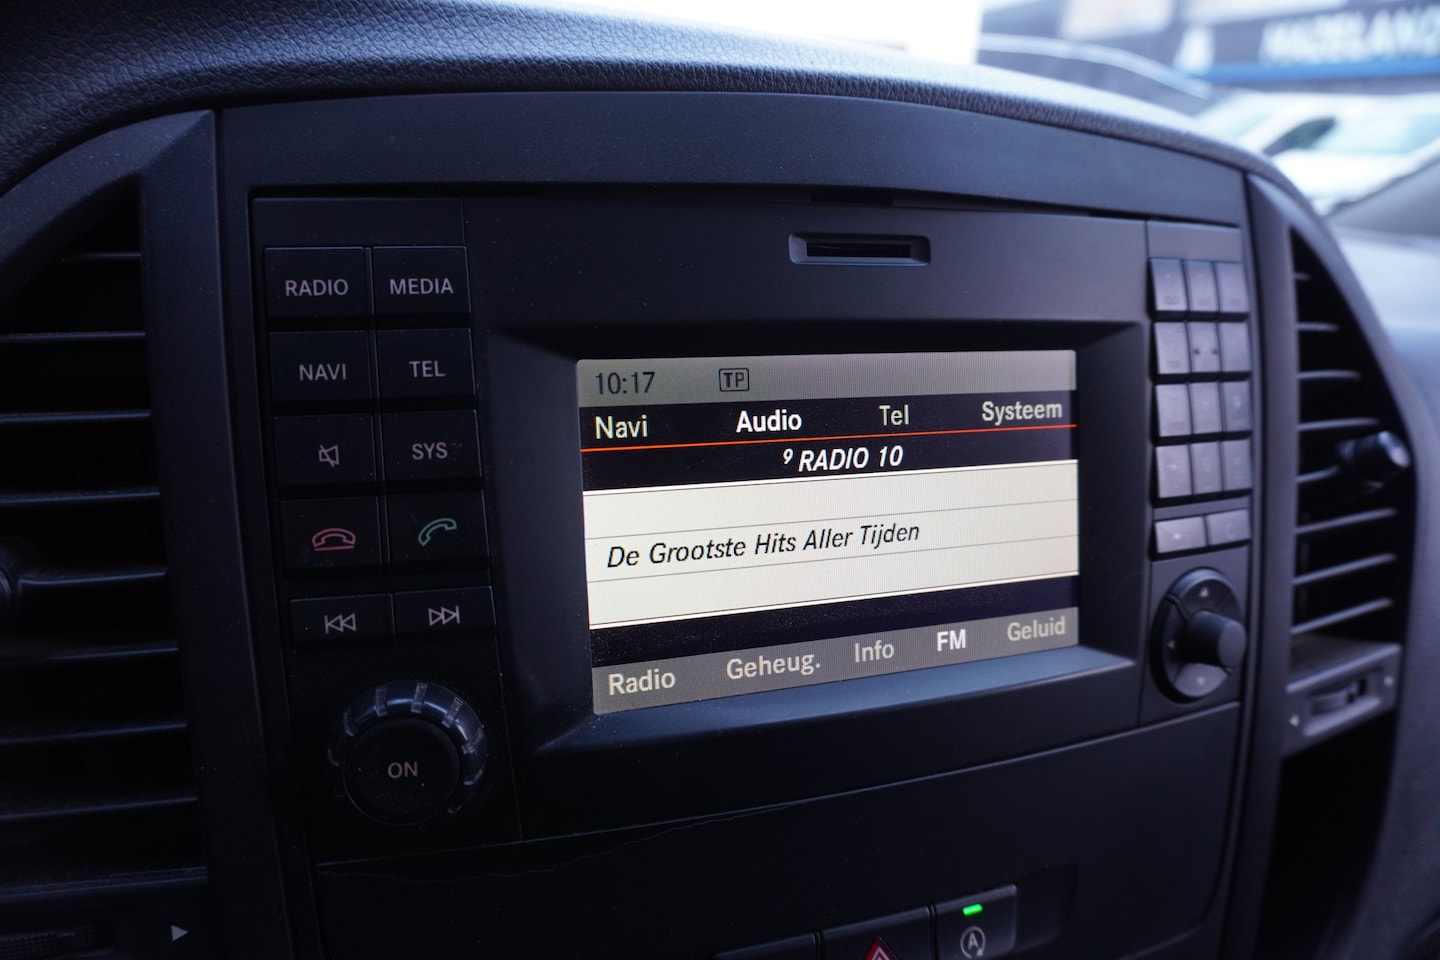 HAZELAND
RADIO MEDIA
NAVI TEL
SYS
ON
10:17 TP
Navi Audio Tel Systeem
9 RADIO 10
De Grootste Hits Aller Tijden
Radio Geheug. Info FM Geluid
A